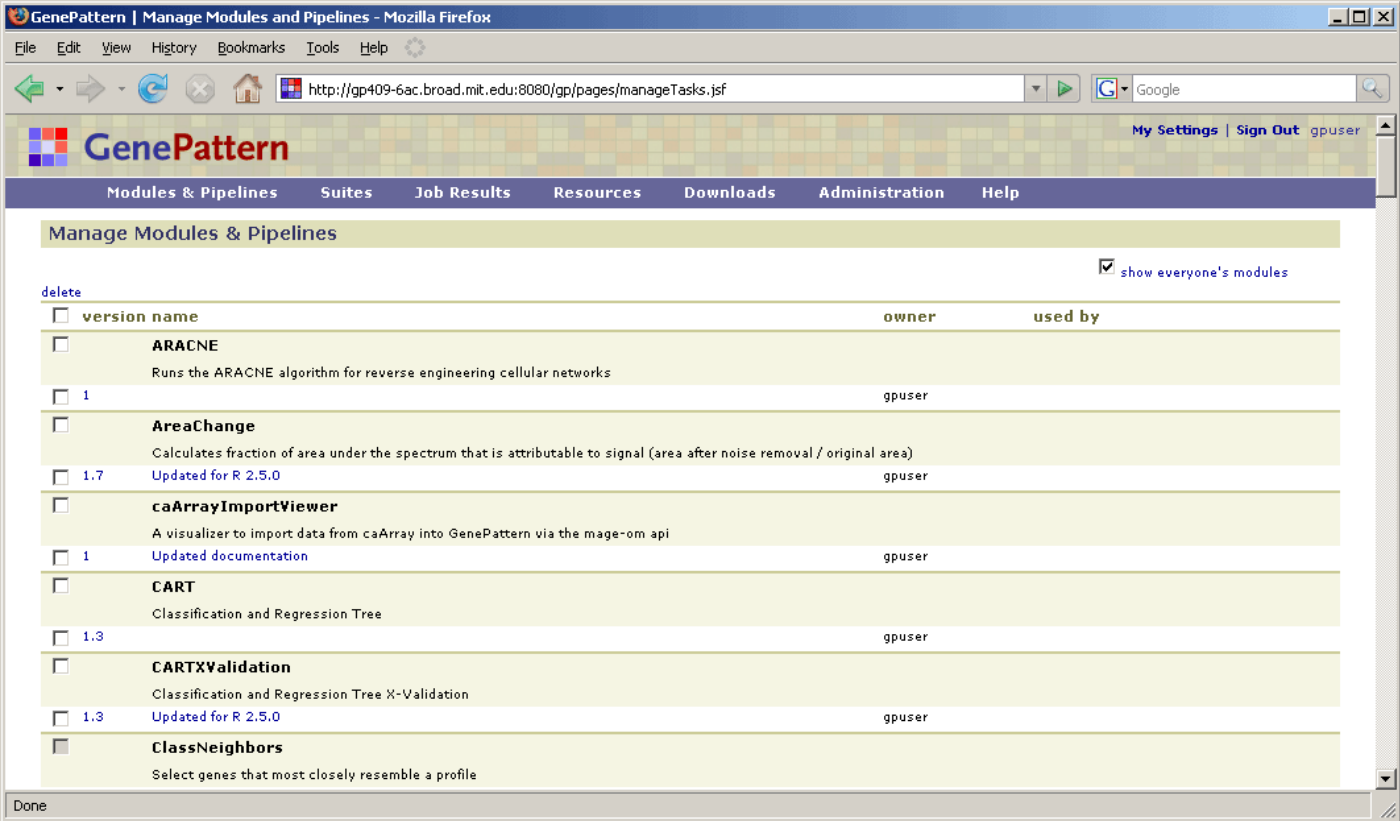 GenePattern | Manage Modules and Pipelines - Mozilla Firefox
File Edit View History Bookmarks Tools Help
http://gp409-6ac.broad.mit.edu:8080/gp/pages/manageTasks.jsf G Google
My Settings | Sign Out gpuser
GenePattern
Modules & Pipelines Suites Job Results Resources Downloads Administration Help
Manage Modules & Pipelines
show everyone's modules
delete
version name owner used by
ARACNE
Runs the ARACNE algorithm for reverse engineering cellular networks
1 gpuser
AreaChange
Calculates fraction of area under the spectrum that is attributable to signal (area after noise removal / original area)
1.7 Updated for R 2.5.0 gpuser
caArrayImportViewer
A visualizer to import data from caArray into GenePattern via the mage-om api
1 Updated documentation gpuser
CART
Classification and Regression Tree
1.3 gpuser
CARTXValidation
Classification and Regression Tree X-Validation
1.3 Updated for R 2.5.0 gpuser
ClassNeighbors
Select genes that most closely resemble a profile
Done